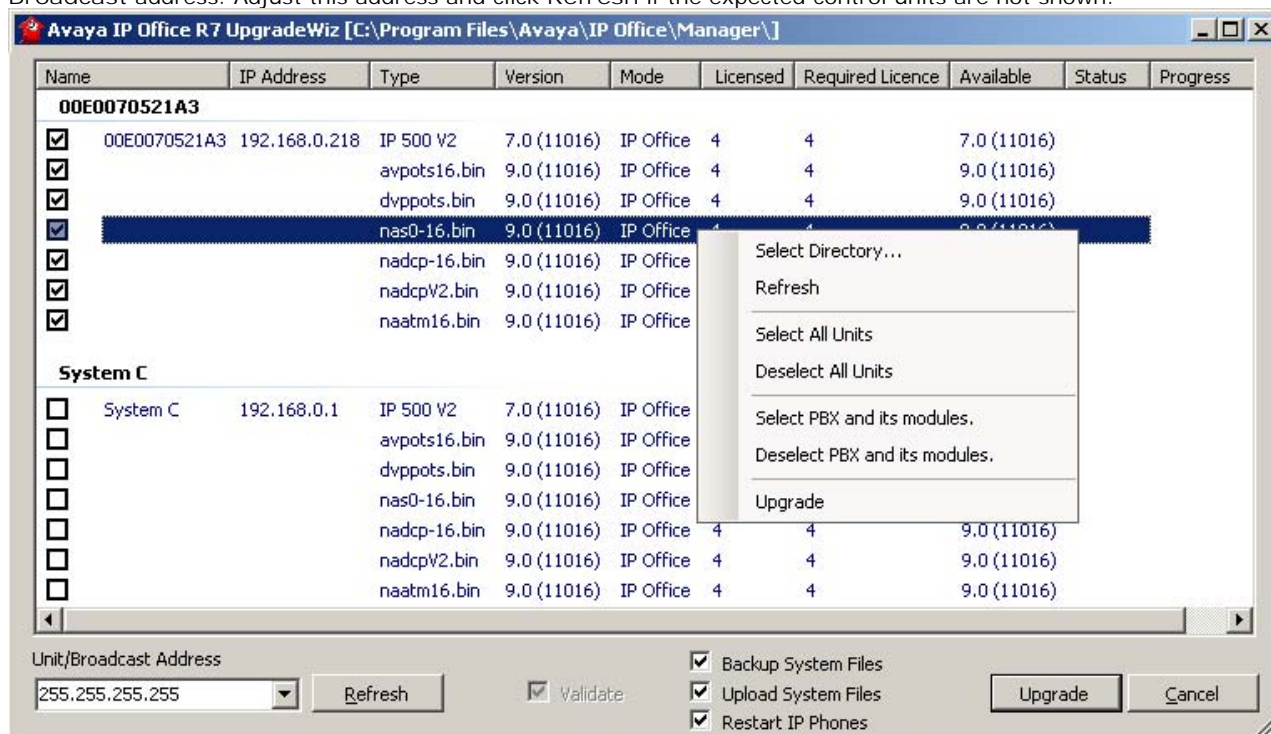 Broadcast address. Adjust this address and click Refresh if the expected control units are not shown.
Avaya IP Office R7 UpgradeWiz [C:\Program Files\Avaya\IP Office\Manager\]
Name IP Address Type Version Mode Licensed Required Licence Available Status Progress
00E0070521A3
00E0070521A3 192.168.0.218 IP 500 V2 7.0 (11016) IP Office 4 4 7.0 (11016)
avpots16.bin 9.0 (11016) IP Office 4 4 9.0 (11016)
dvppots.bin 9.0 (11016) IP Office 4 4 9.0 (11016)
nas0-16.bin 9.0 (11016) IP Office 4 4 9.0 (11016)
nadcp-16.bin 9.0 (11016) IP Office
nadcpV2.bin 9.0 (11016) IP Office
naatm16.bin 9.0 (11016) IP Office
Select Directory...
Refresh
Select All Units
Deselect All Units
Select PBX and its modules.
Deselect PBX and its modules.
Upgrade
System C
System C 192.168.0.1 IP 500 V2 7.0 (11016) IP Office
avpots16.bin 9.0 (11016) IP Office
dvppots.bin 9.0 (11016) IP Office
nas0-16.bin 9.0 (11016) IP Office
nadcp-16.bin 9.0 (11016) IP Office 4 4 9.0 (11016)
nadcpV2.bin 9.0 (11016) IP Office 4 4 9.0 (11016)
naatm16.bin 9.0 (11016) IP Office 4 4 9.0 (11016)
Unit/Broadcast Address
255.255.255.255
Refresh
Validate
Backup System Files
Upload System Files
Restart IP Phones
Upgrade
Cancel